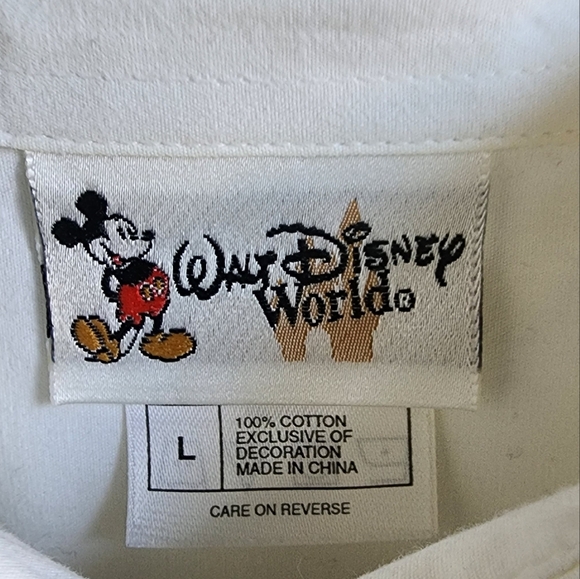 Walt Disney
World®
L
100% COTTON
EXCLUSIVE OF
DECORATION
MADE IN CHINA
CARE ON REVERSE